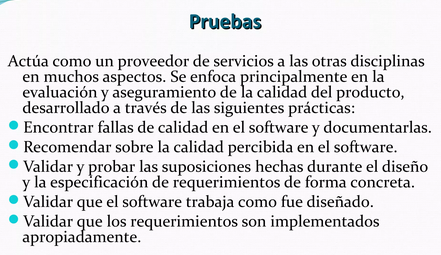 Pruebas
Actúa como un proveedor de servicios a las otras disciplinas
en muchos aspectos. Se enfoca principalmente en la
evaluación y aseguramiento de la calidad del producto,
desarrollado a través de las siguientes prácticas:
Encontrar fallas de calidad en el software y documentarlas.
Recomendar sobre la calidad percibida en el software.
Validar y probar las suposiciones hechas durante el diseño
y la especificación de requerimientos de forma concreta.
Validar que el software trabaja como fue diseñado.
Validar que los requerimientos son implementados
apropiadamente.